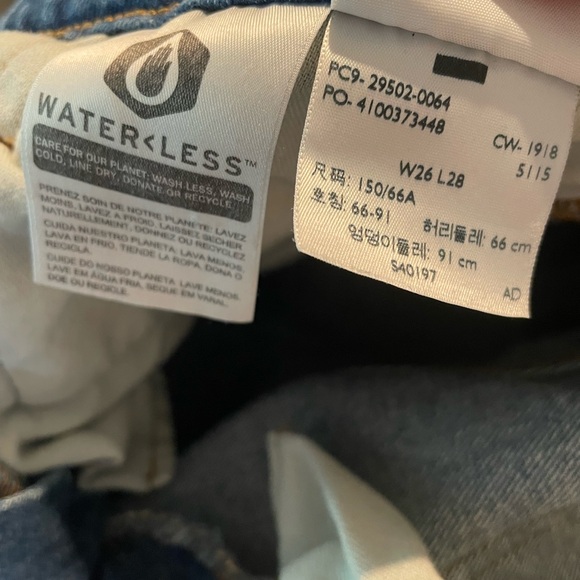 WATER<LESS™
CARE FOR OUR PLANET: WASH LESS, WASH
COLD, LINE DRY, DONATE OR RECYCLE.
PRENEZ SOIN DE NOTRE PLANÈTE: LAVEZ
MOINS, LAVEZ A FROID, LAISSEZ SÉCHER
NATURELLEMENT, DONNEZ OU RECYCLEZ
CUIDA NUESTRO PLANETA, LAVA MENOS,
LAVA EN FRIO, TIENDE LA ROPA, DONA O
RECICLA
CUIDE DO NOSSO PLANETA LAVE MENOS,
LAVE EM ÁGUA FRIA, SEQUE EM VARAL,
DOE OU RECICLE.
PC9- 29502-0064
PO- 4100373448
CW- 1918
5115
W26 L28
尺码: 150/66A
호칭: 66-91 허리둘레: 66 cm
엉덩이둘레: 91 cm
S40197
AD